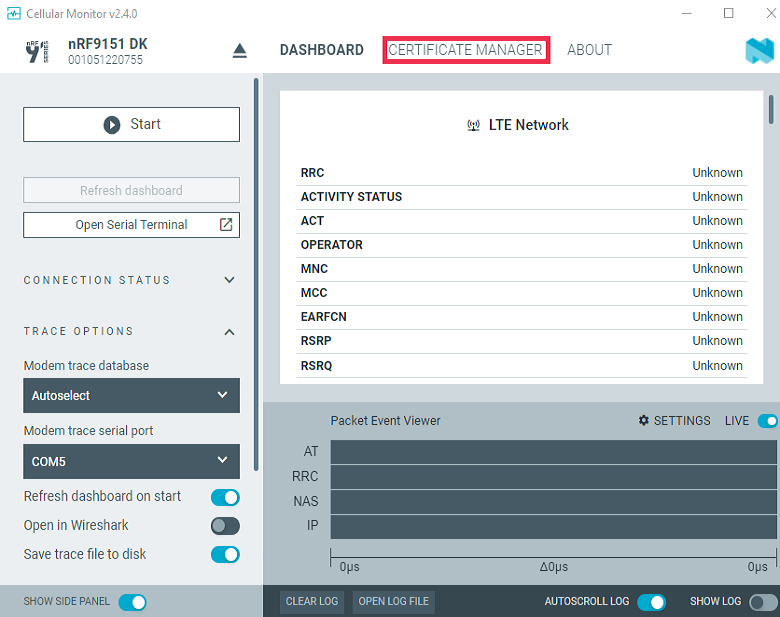 Cellular Monitor v2.4.0
nRF91 SERIES
nRF9151 DK
001051220755
DASHBOARD
CERTIFICATE MANAGER
ABOUT
Start
Refresh dashboard
Open Serial Terminal
CONNECTION STATUS
TRACE OPTIONS
Modem trace database
Autoselect
Modem trace serial port
COM5
Refresh dashboard on start
Open in Wireshark
Save trace file to disk
SHOW SIDE PANEL
LTE Network
RRC Unknown
ACTIVITY STATUS Unknown
ACT Unknown
OPERATOR Unknown
MNC Unknown
MCC Unknown
EARFCN Unknown
RSRP Unknown
RSRQ Unknown
Packet Event Viewer
SETTINGS
LIVE
AT
RRC
NAS
IP
0µs Δ0µs 0µs
CLEAR LOG
OPEN LOG FILE
AUTOSCROLL LOG
SHOW LOG